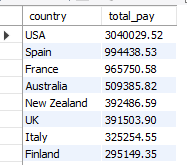 country total_pay
USA 3040029.52
Spain 994438.53
France 965750.58
Australia 509385.82
New Zealand 392486.59
UK 391503.90
Italy 325254.55
Finland 295149.35